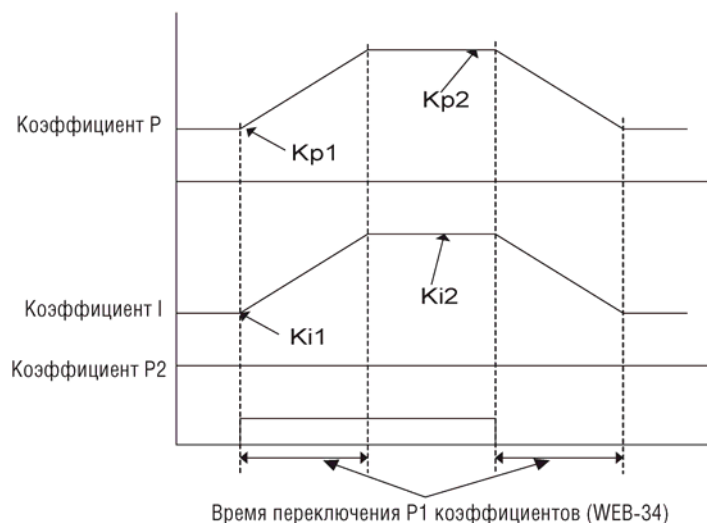 Коэффициент P
Kp1
Kp2
Коэффициент I
Ki1
Ki2
Коэффициент P2
Время переключения P1 коэффициентов (WEB-34)